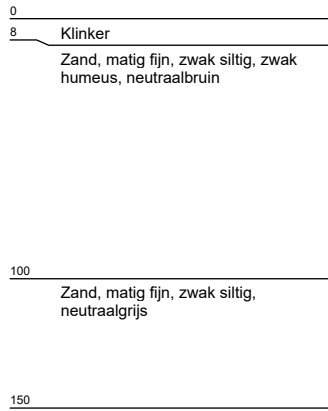 0
8 Klinker
Zand, matig fijn, zwak siltig, zwak
humeus, neutraalbruin
100
Zand, matig fijn, zwak siltig,
neutraalgrijs
150